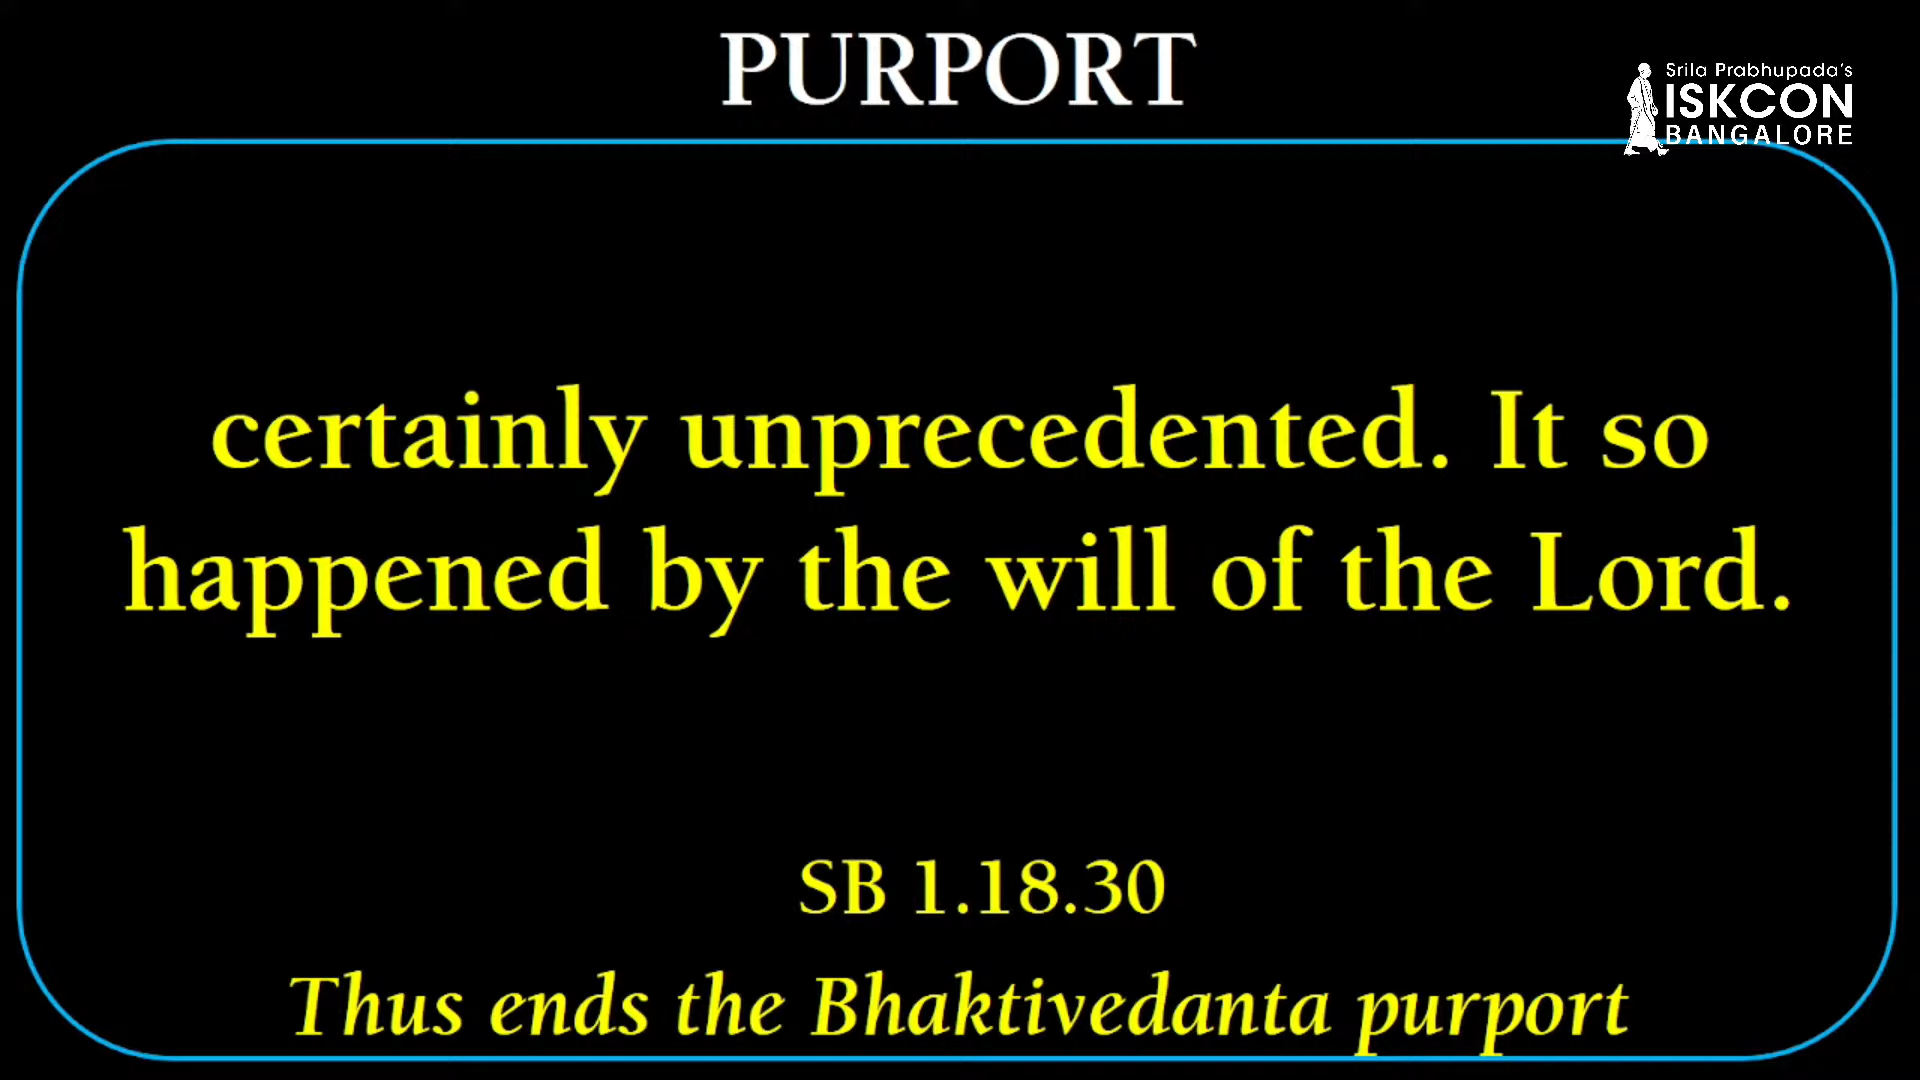 PURPORT
Srila Prabhupada's
ISKCON
BANGALORE
certainly unprecedented. It so
happened by the will of the Lord.
SB 1.18.30
Thus ends the Bhaktivedanta purport